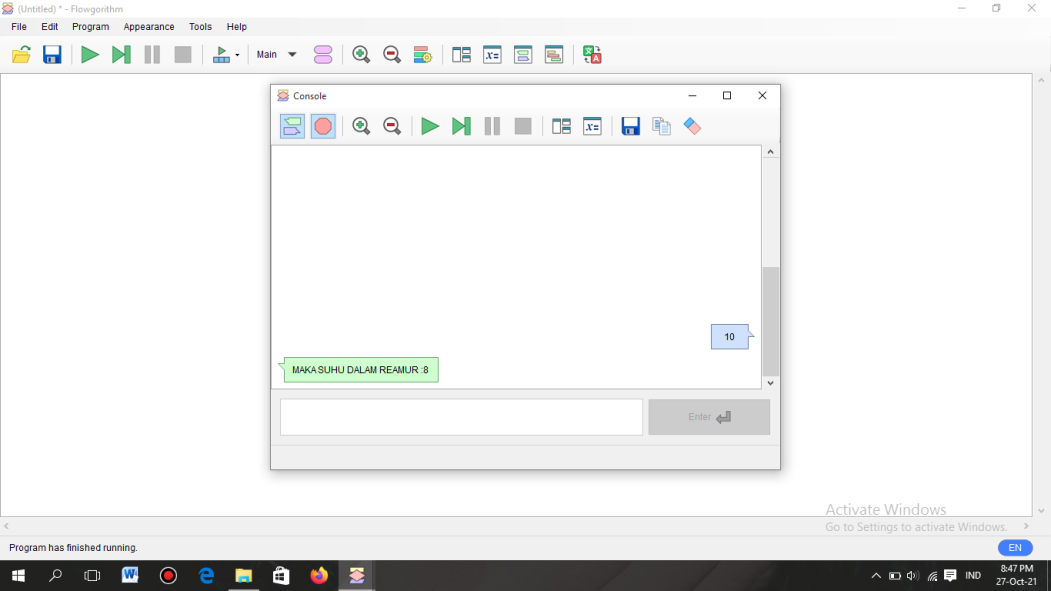 (Untitled) * - Flowgorithm
File Edit Program Appearance Tools Help
Main
Console
10
MAKA SUHU DALAM REAMUR :8
Enter
Activate Windows
Go to Settings to activate Windows.
Program has finished running.
EN
IND
8:47 PM
27-Oct-21